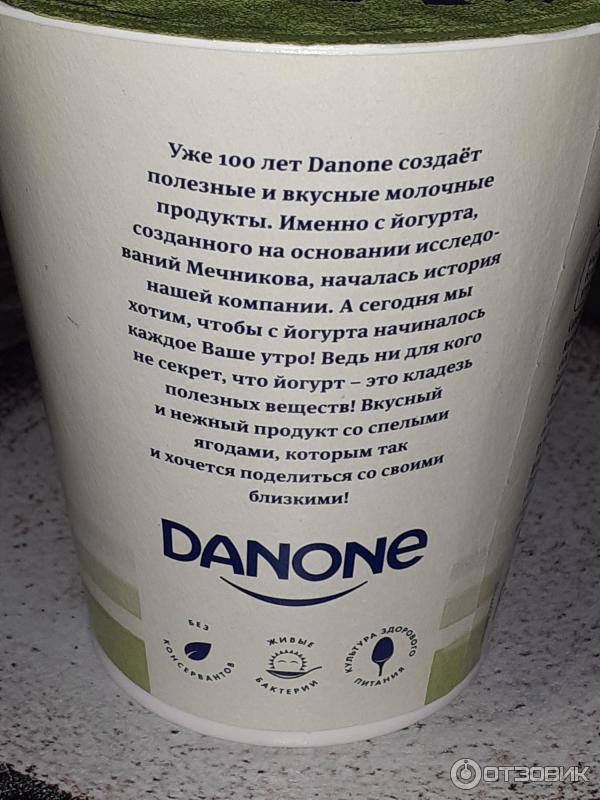 Уже 100 лет Danone создаёт
полезные и вкусные молочные
продукты. Именно с йогурта,
созданного на основании исследо-
ваний Мечникова, началась история
нашей компании. А сегодня мы
хотим, чтобы с йогурта начиналось
каждое Ваше утро! Ведь ни для кого
не секрет, что йогурт – это кладезь
полезных веществ! Вкусный
и нежный продукт со спелыми
ягодами, которым так
и хочется поделиться со своими
близкими!
DANONE
БЕЗ КОНСЕРВАНТОВ
ЖИВЫЕ БАКТЕРИИ
КУЛЬТУРА ЗДОРОВОГО ПИТАНИЯ
ОТЗОВИК